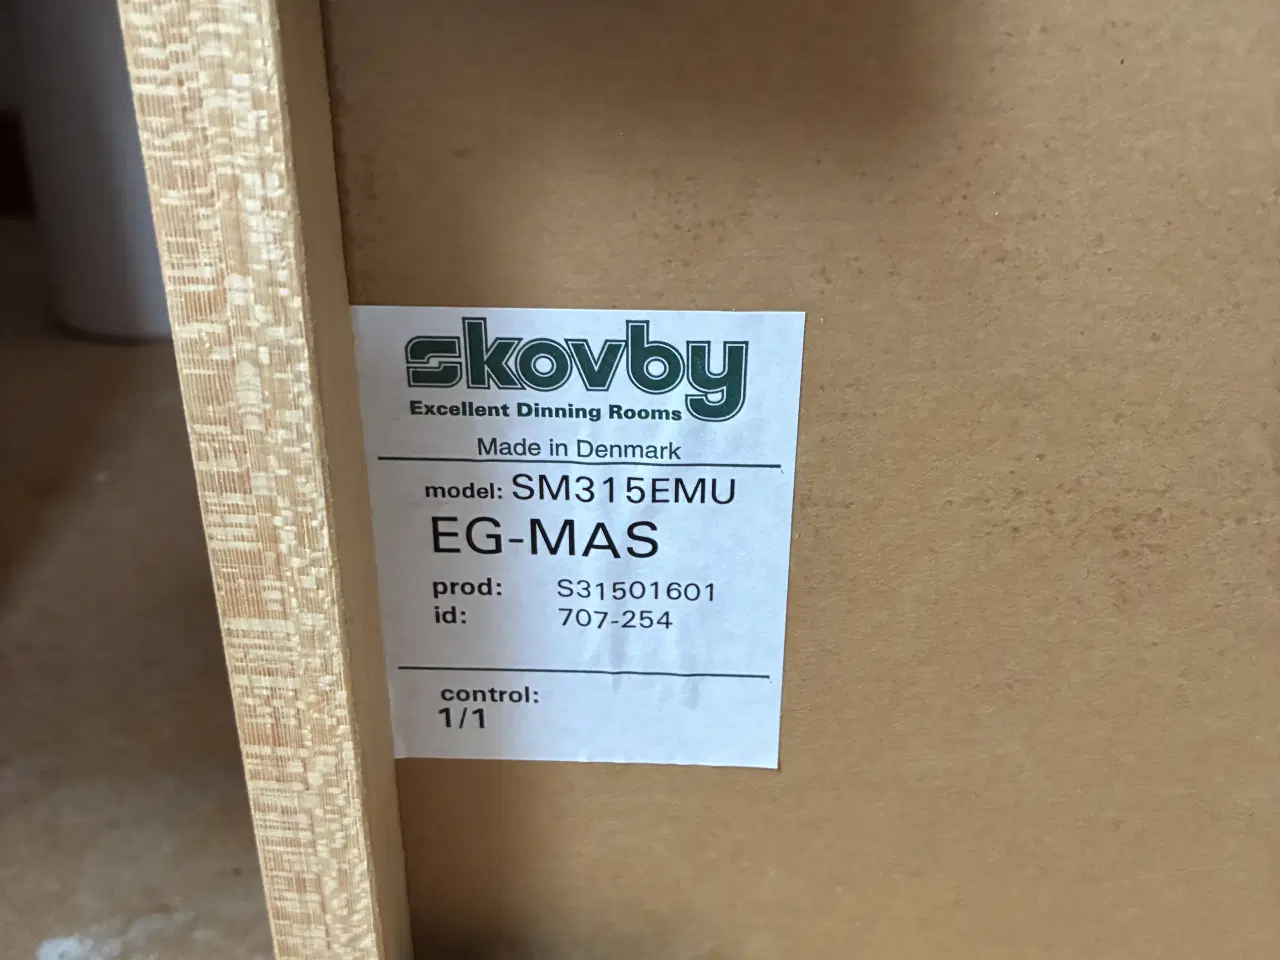 skovby
Excellent Dinning Rooms
Made in Denmark
model: SM315EMU
EG-MAS
prod: S31501601
id: 707-254
control:
1/1